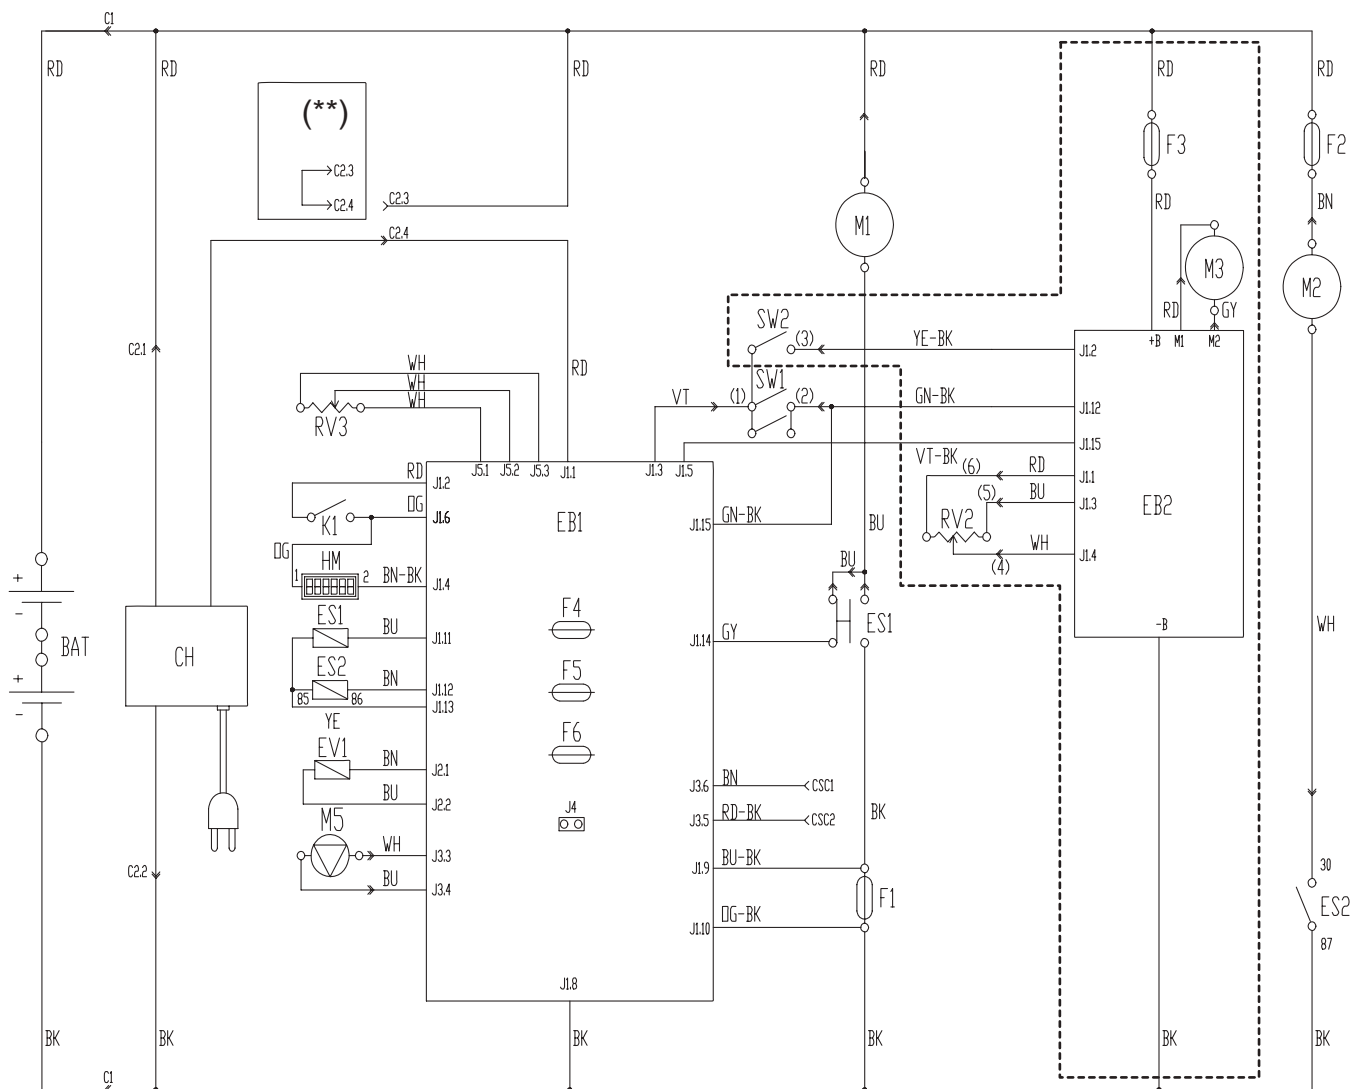 C1
RD
RD
RD
RD
RD
RD
(**)
C2.3
C2.4
C2.3
C2.4
F3
F2
RD
BN
M1
M3
M2
RD
GY
+B
M1
M2
SW2
(3)
YE-BK
J1.2
C2.1
WH
WH
WH
RD
RV3
VT
(1)
SW1
(2)
GN-BK
J1.12
J1.15
J5.1
J5.2
J5.3
J1.1
J1.3
J1.5
VT-BK
(6)
RD
J1.1
RD
J1.2
(5)
BU
J1.3
EB2
OG
J1.6
K1
EB1
GN-BK
J1.15
BU
RV2
WH
J1.4
(4)
OG
HM
1
2
BN-BK
J1.4
BU
+
-
BAT
+
-
CH
ES1
BU
J1.11
F4
GY
J1.14
ES1
-B
WH
ES2
85
86
BN
J1.12
J1.13
F5
YE
EV1
BN
J2.1
F6
BU
J2.2
BN
J3.6
CSC1
RD-BK
J3.5
CSC2
BK
J4
M5
WH
J3.3
BU
J3.4
BU-BK
J1.9
F1
OG-BK
J1.10
C2.2
30
ES2
87
J1.8
BK
BK
BK
BK
BK
BK
C1